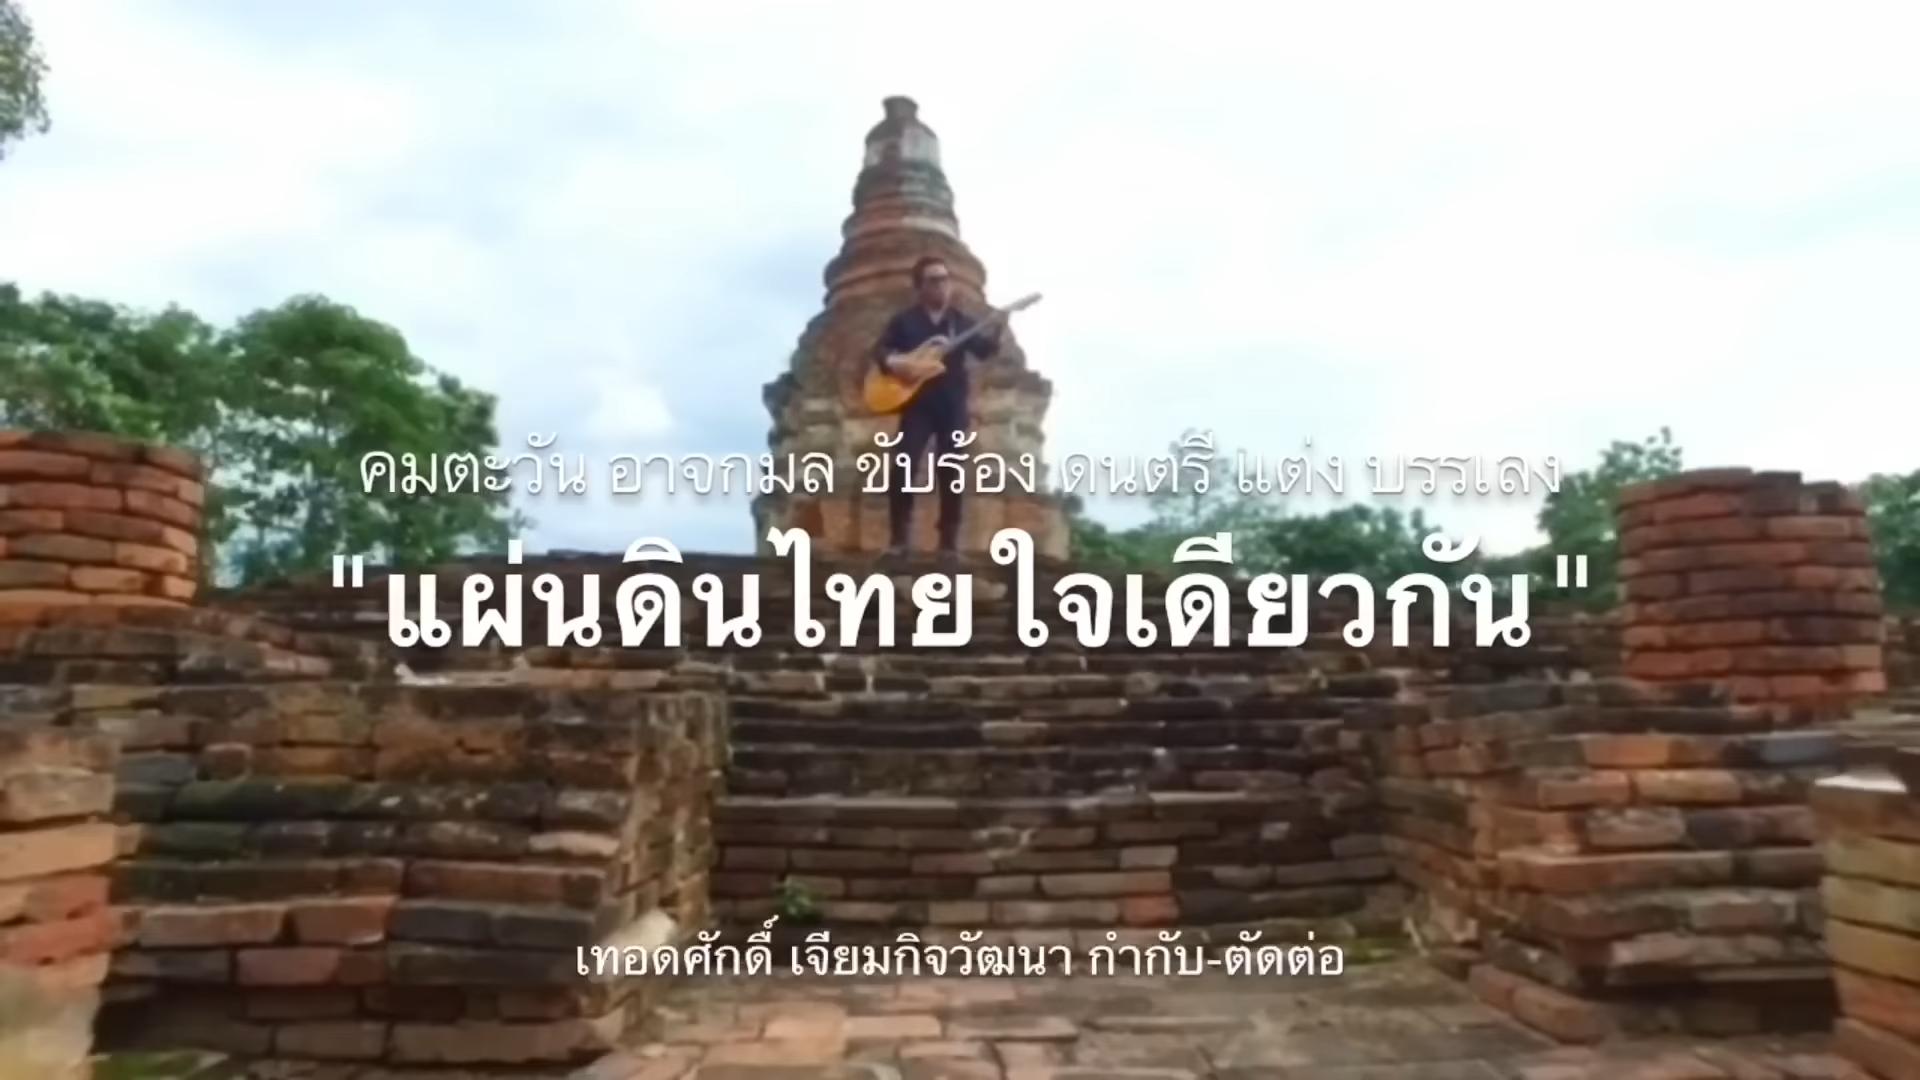 คมตะวัน อาจกมล ขับร้อง ดนตรี แต่ง บรรเลง
"แผ่นดินไทย ใจเดียวกัน"
เทอดศักดิ์ เจียมกิจวัฒนา กำกับ-ตัดต่อ